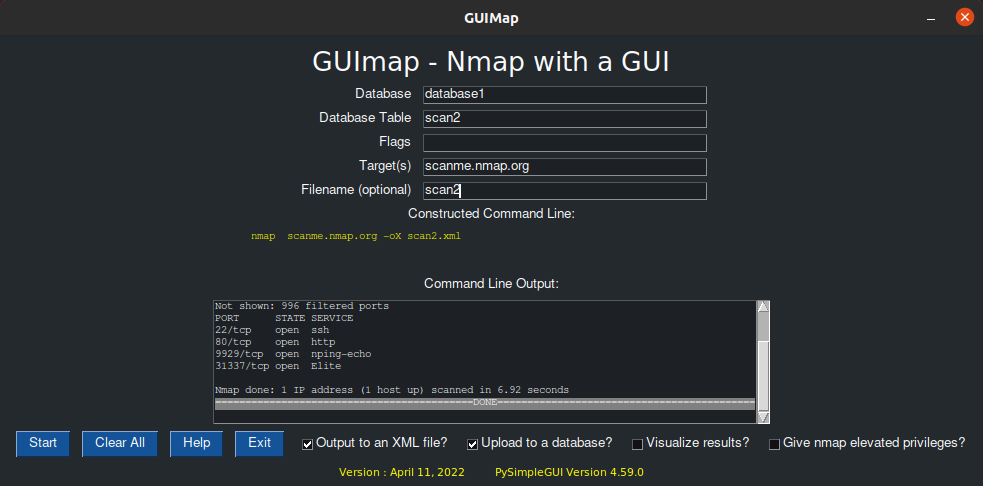 GUIMap
GUImap - Nmap with a GUI
Database database1
Database Table scan2
Flags
Target(s) scanme.nmap.org
Filename (optional) scan2
Constructed Command Line:
nmap  scanme.nmap.org -oX scan2.xml
Command Line Output:
Not shown: 996 filtered ports
PORT      STATE SERVICE
22/tcp    open  ssh
80/tcp    open  http
9929/tcp  open  nping-echo
31337/tcp open  Elite
Nmap done: 1 IP address (1 host up) scanned in 6.92 seconds
DONE
Start Clear All Help Exit Output to an XML file? Upload to a database? Visualize results? Give nmap elevated privileges?
Version : April 11, 2022 PySimpleGUI Version 4.59.0